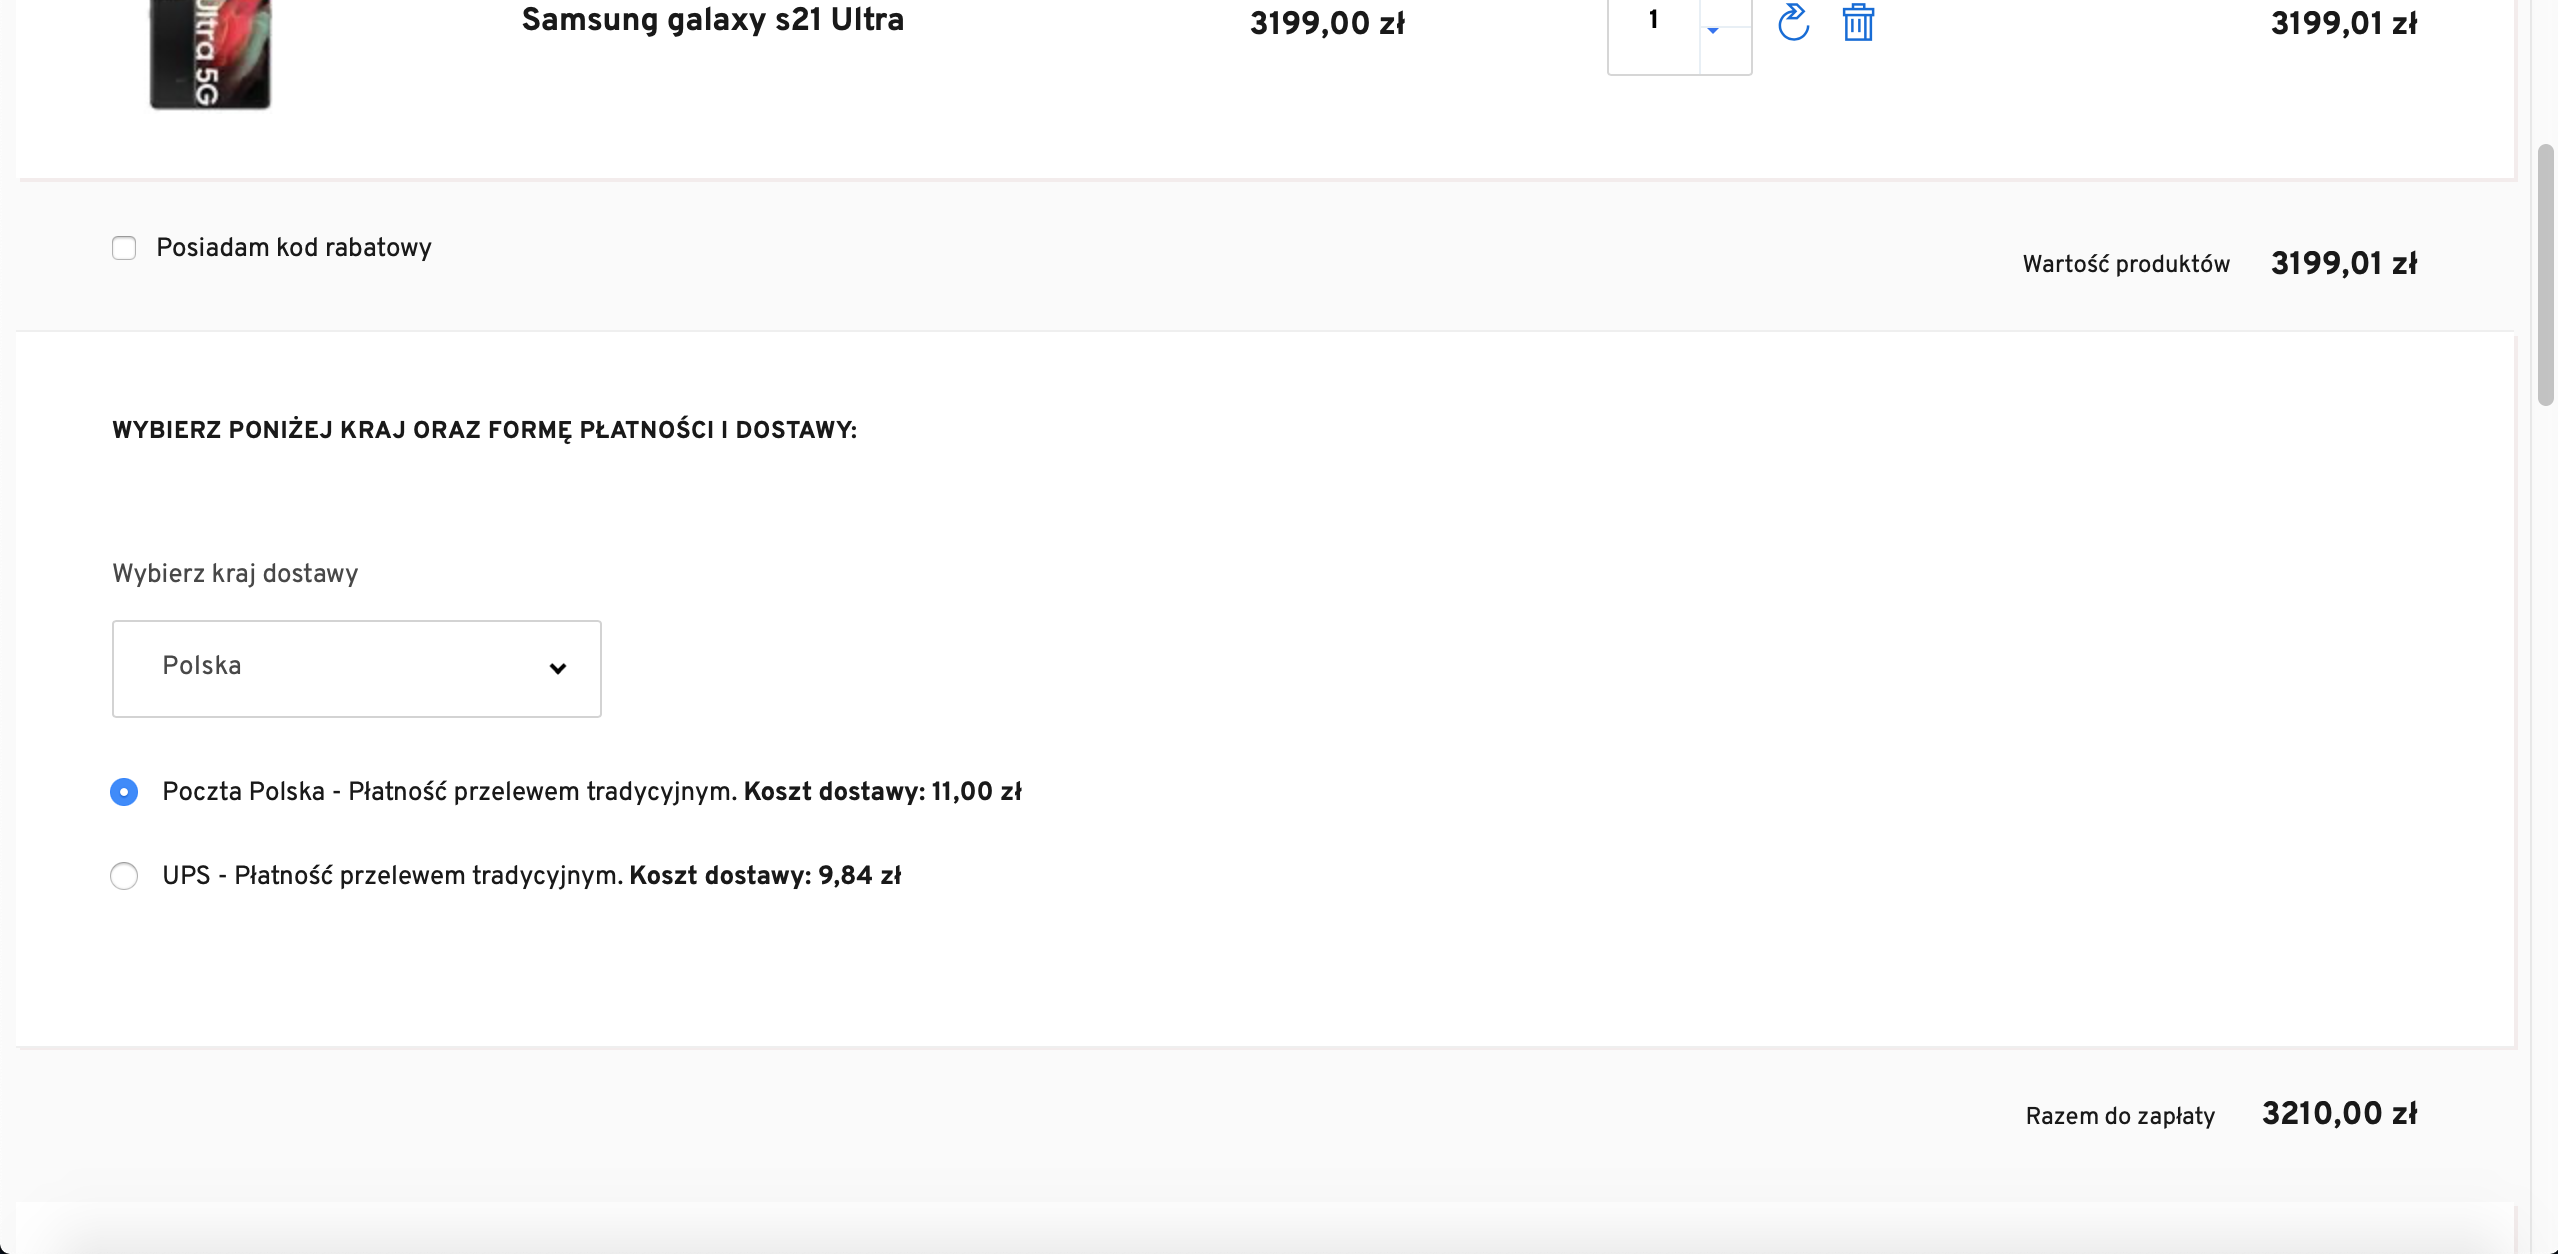 Ultra 5G
Samsung galaxy s21 Ultra 3199,00 zł 1 3199,01 zł
Posiadam kod rabatowy
Wartość produktów 3199,01 zł
WYBIERZ PONIŻEJ KRAJ ORAZ FORMĘ PŁATNOŚCI I DOSTAWY:
Wybierz kraj dostawy
Polska
Poczta Polska - Płatność przelewem tradycyjnym. Koszt dostawy: 11,00 zł
UPS - Płatność przelewem tradycyjnym. Koszt dostawy: 9,84 zł
Razem do zapłaty 3210,00 zł